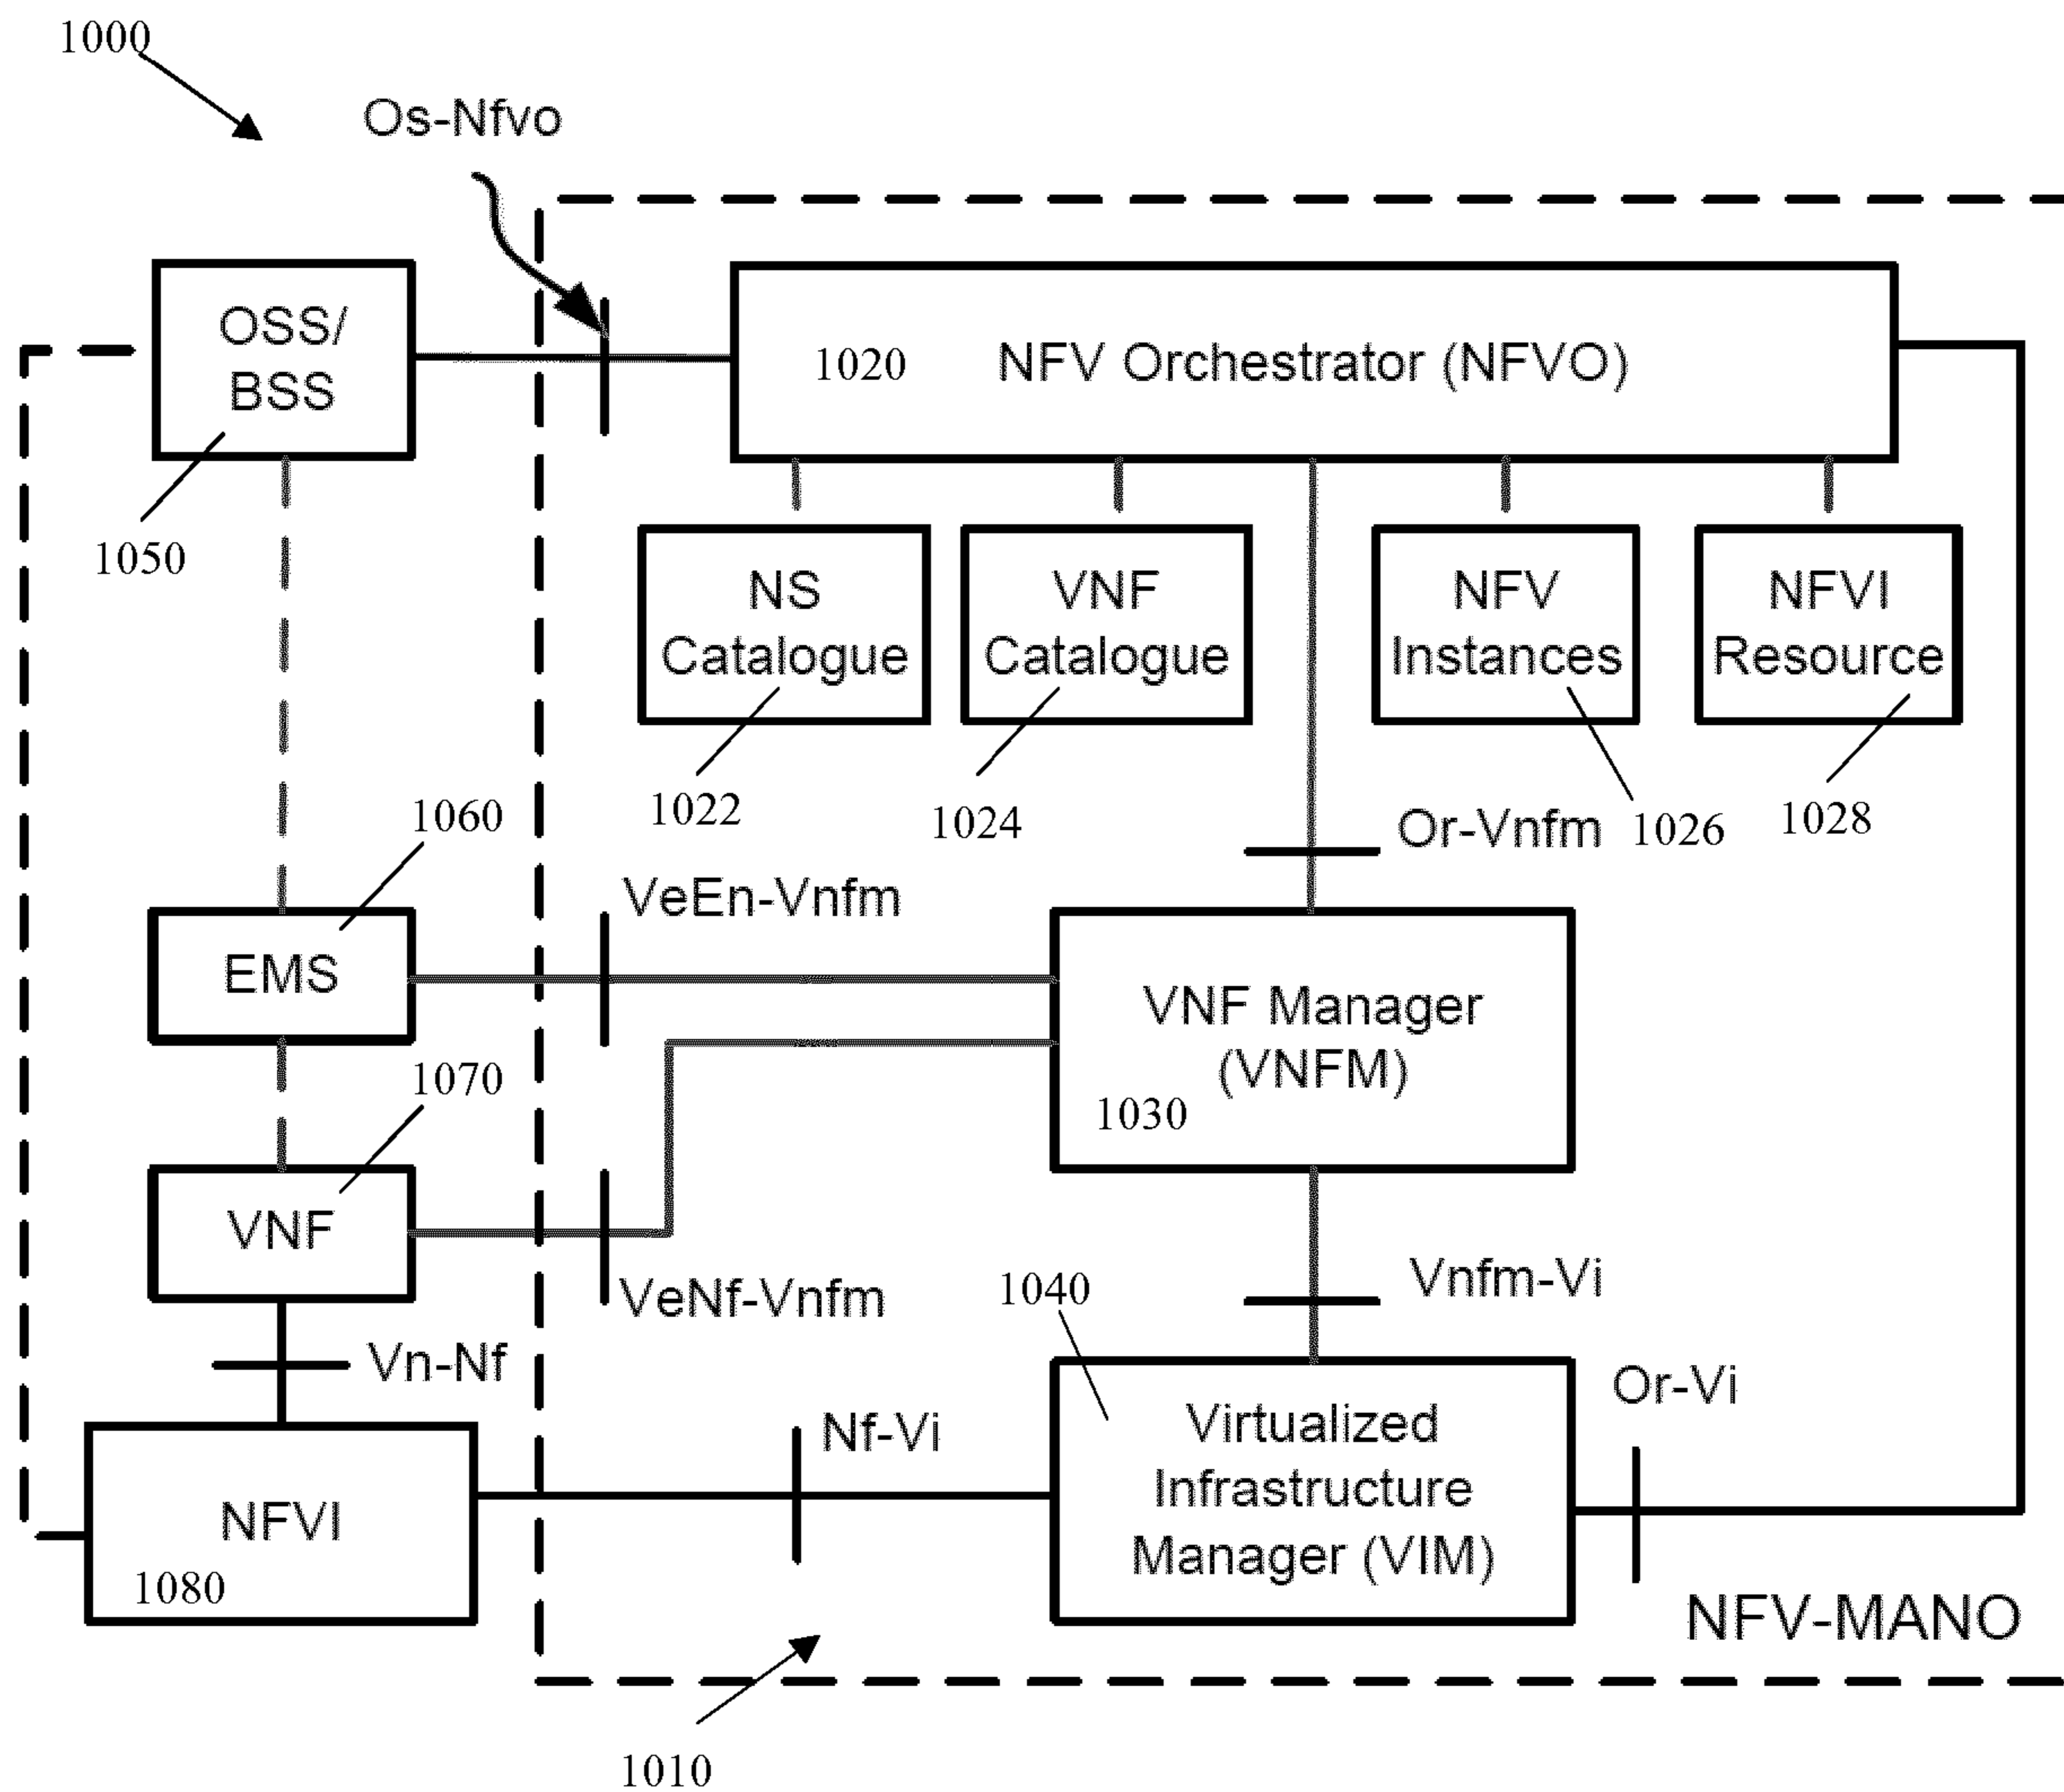 1000
Os-Nfvo
OSS/
BSS
1050
1020
NFV Orchestrator (NFVO)
NS
Catalogue
1022
VNF
Catalogue
1024
NFV
Instances
1026
NFVI
Resource
1028
Or-Vnfm
1060
EMS
VeEn-Vnfm
VNF Manager
(VNFM)
1030
1070
VNF
VeNf-Vnfm
Vnfm-Vi
1040
Vn-Nf
Nf-Vi
Or-Vi
Virtualized
Infrastructure
Manager (VIM)
NFVI
1080
NFV-MANO
1010